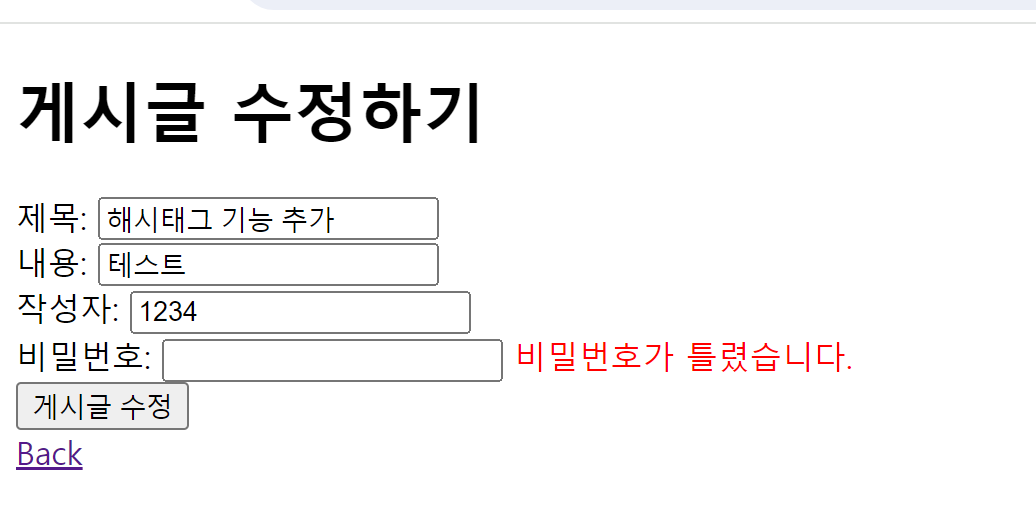 게시글 수정하기
제목: 해시태그 기능 추가
내용: 테스트
작성자: 1234
비밀번호: 비밀번호가 틀렸습니다.
게시글 수정
Back